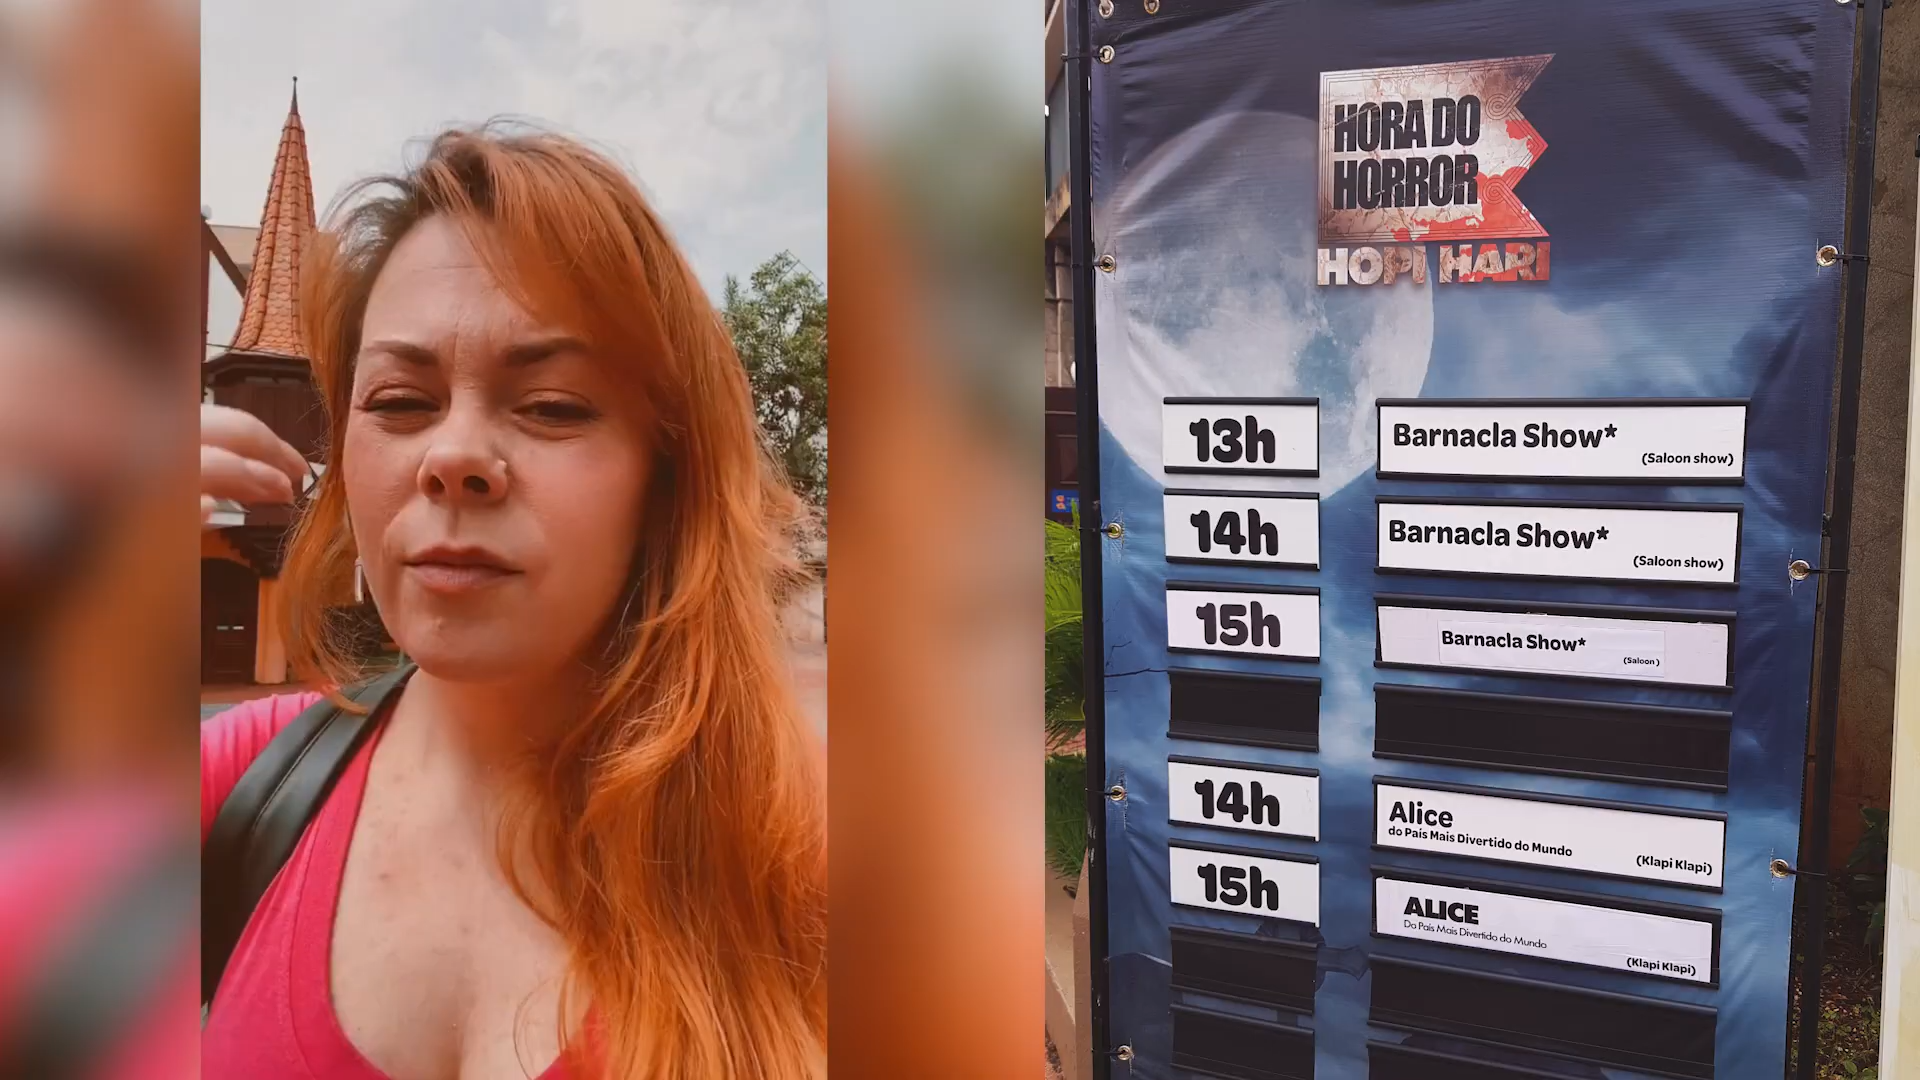 HORA DO
HORROR
HOPI HARI
13h
Barnacla Show*
(Saloon show)
14h
Barnacla Show*
(Saloon show)
15h
Barnacla Show*
(Saloon)
14h
Alice
do País Mais Divertido do Mundo
(Klapi Klapi)
15h
ALICE
Do País Mais Divertido do Mundo
(Klapi Klapi)